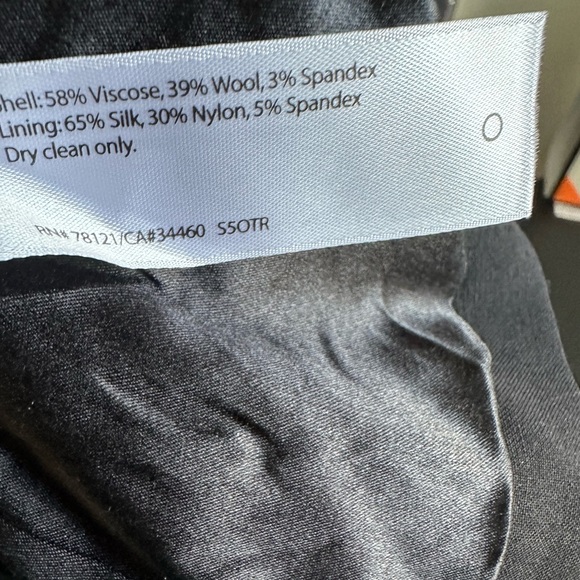 Shell: 58% Viscose, 39% Wool, 3% Spandex
Lining: 65% Silk, 30% Nylon, 5% Spandex
Dry clean only.
RN# 78121/CA#34460 S5OTR